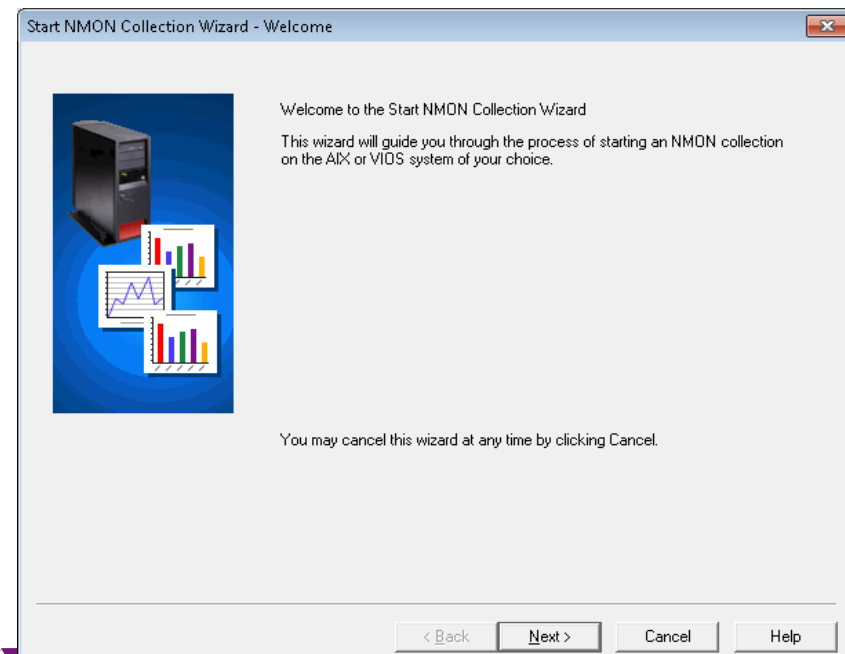 Start NMON Collection Wizard - Welcome
Welcome to the Start NMON Collection Wizard
This wizard will guide you through the process of starting an NMON collection
on the AIX or VIOS system of your choice.
You may cancel this wizard at any time by clicking Cancel.
< Back Next > Cancel Help